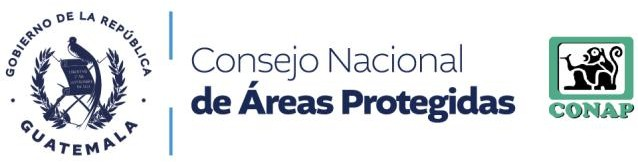 GOBIERNO DE LA REPÚBLICA
GUATEMALA
Consejo Nacional
de Áreas Protegidas
CONAP